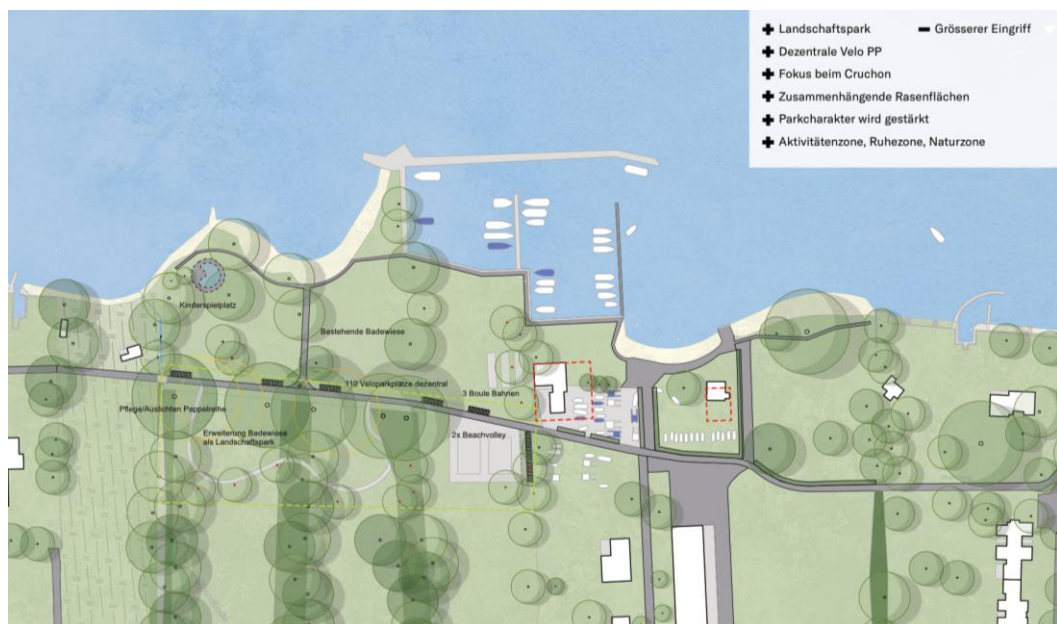 Landschaftspark
Grösserer Eingriff
Dezentrale Velo PP
Fokus beim Cruchon
Zusammenhängende Rasenflächen
Parkcharakter wird gestärkt
Aktivitätenzone, Ruhezone, Naturzone
Kinderspielplatz
Bestehende Badewiese
110 Veloparkplätze dezentral
3 Boule Bahnen
Pflege/Auslichten Pappelreihe
2x Beachvolley
Erweiterung Badewiese
als Landschaftspark